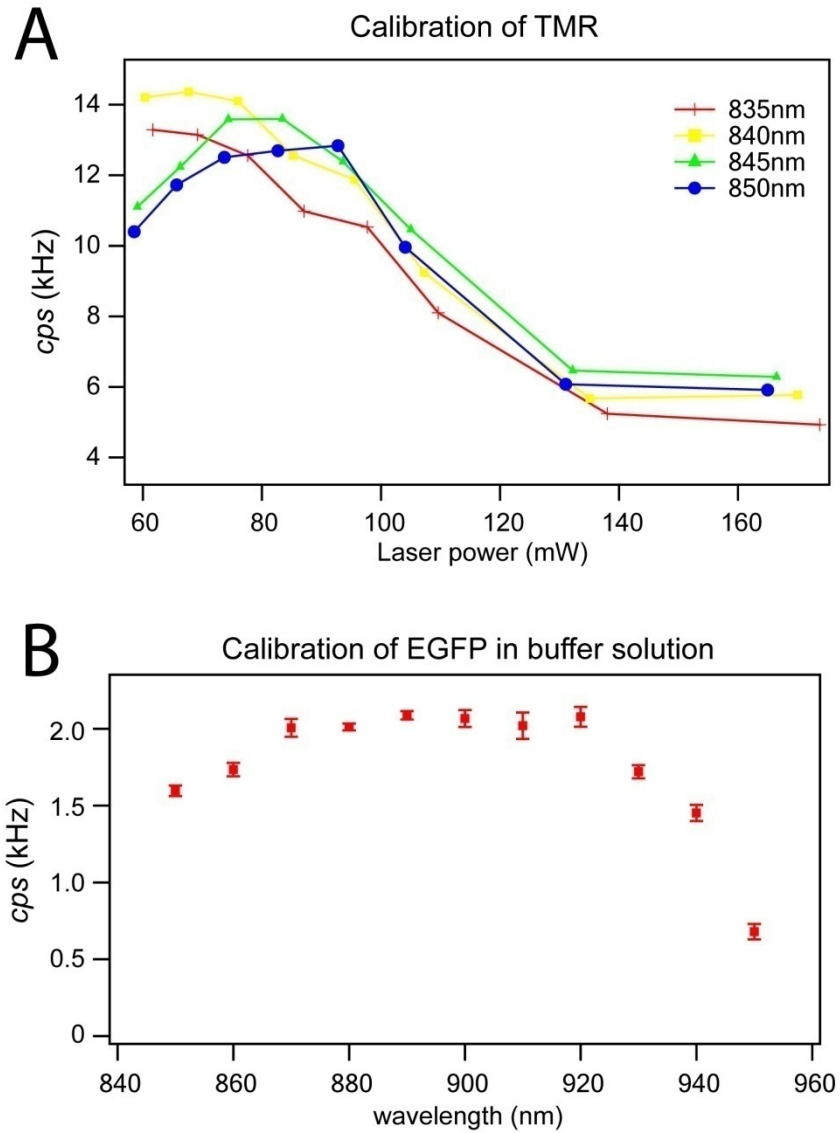 A
Calibration of TMR
14
12
10
8
6
4
cps (kHz)
835nm
840nm
845nm
850nm
60 80 100 120 140 160
Laser power (mW)
B
Calibration of EGFP in buffer solution
2.0
1.5
1.0
0.5
0
cps (kHz)
840 860 880 900 920 940 960
wavelength (nm)